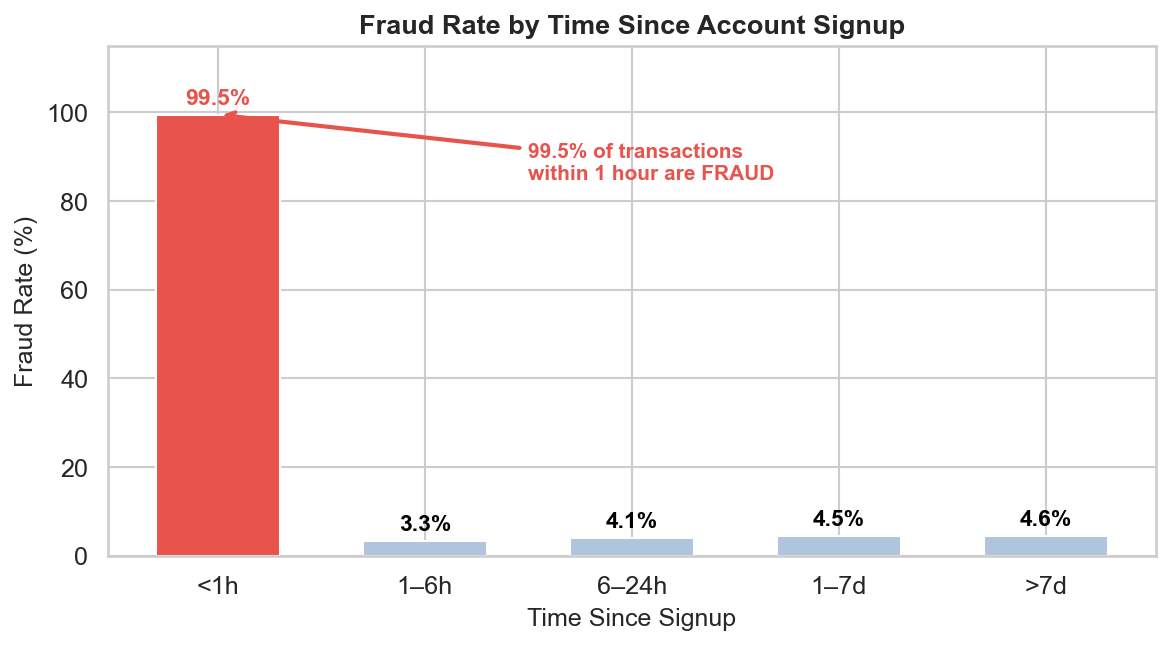 Fraud Rate by Time Since Account Signup
99.5%
99.5% of transactions
within 1 hour are FRAUD
Fraud Rate (%)
100
80
60
40
20
0
3.3%
4.1%
4.5%
4.6%
<1h
1–6h
6–24h
1–7d
>7d
Time Since Signup